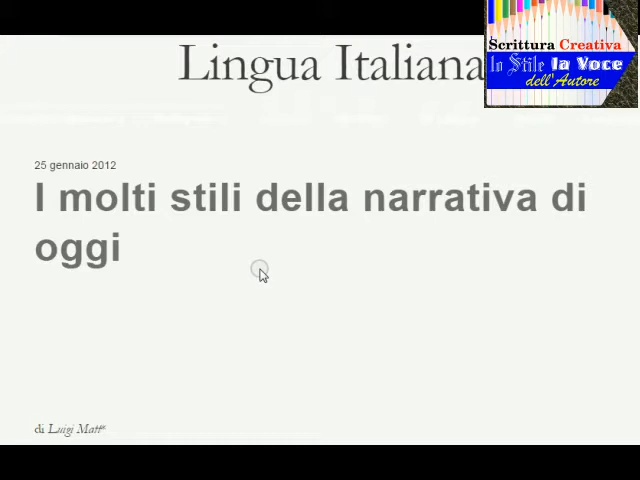 Lingua Italiana
Scrittura Creativa
lo Stile la Voce
dell'Autore
25 gennaio 2012
I molti stili della narrativa di
oggi
di Luigi Matt*